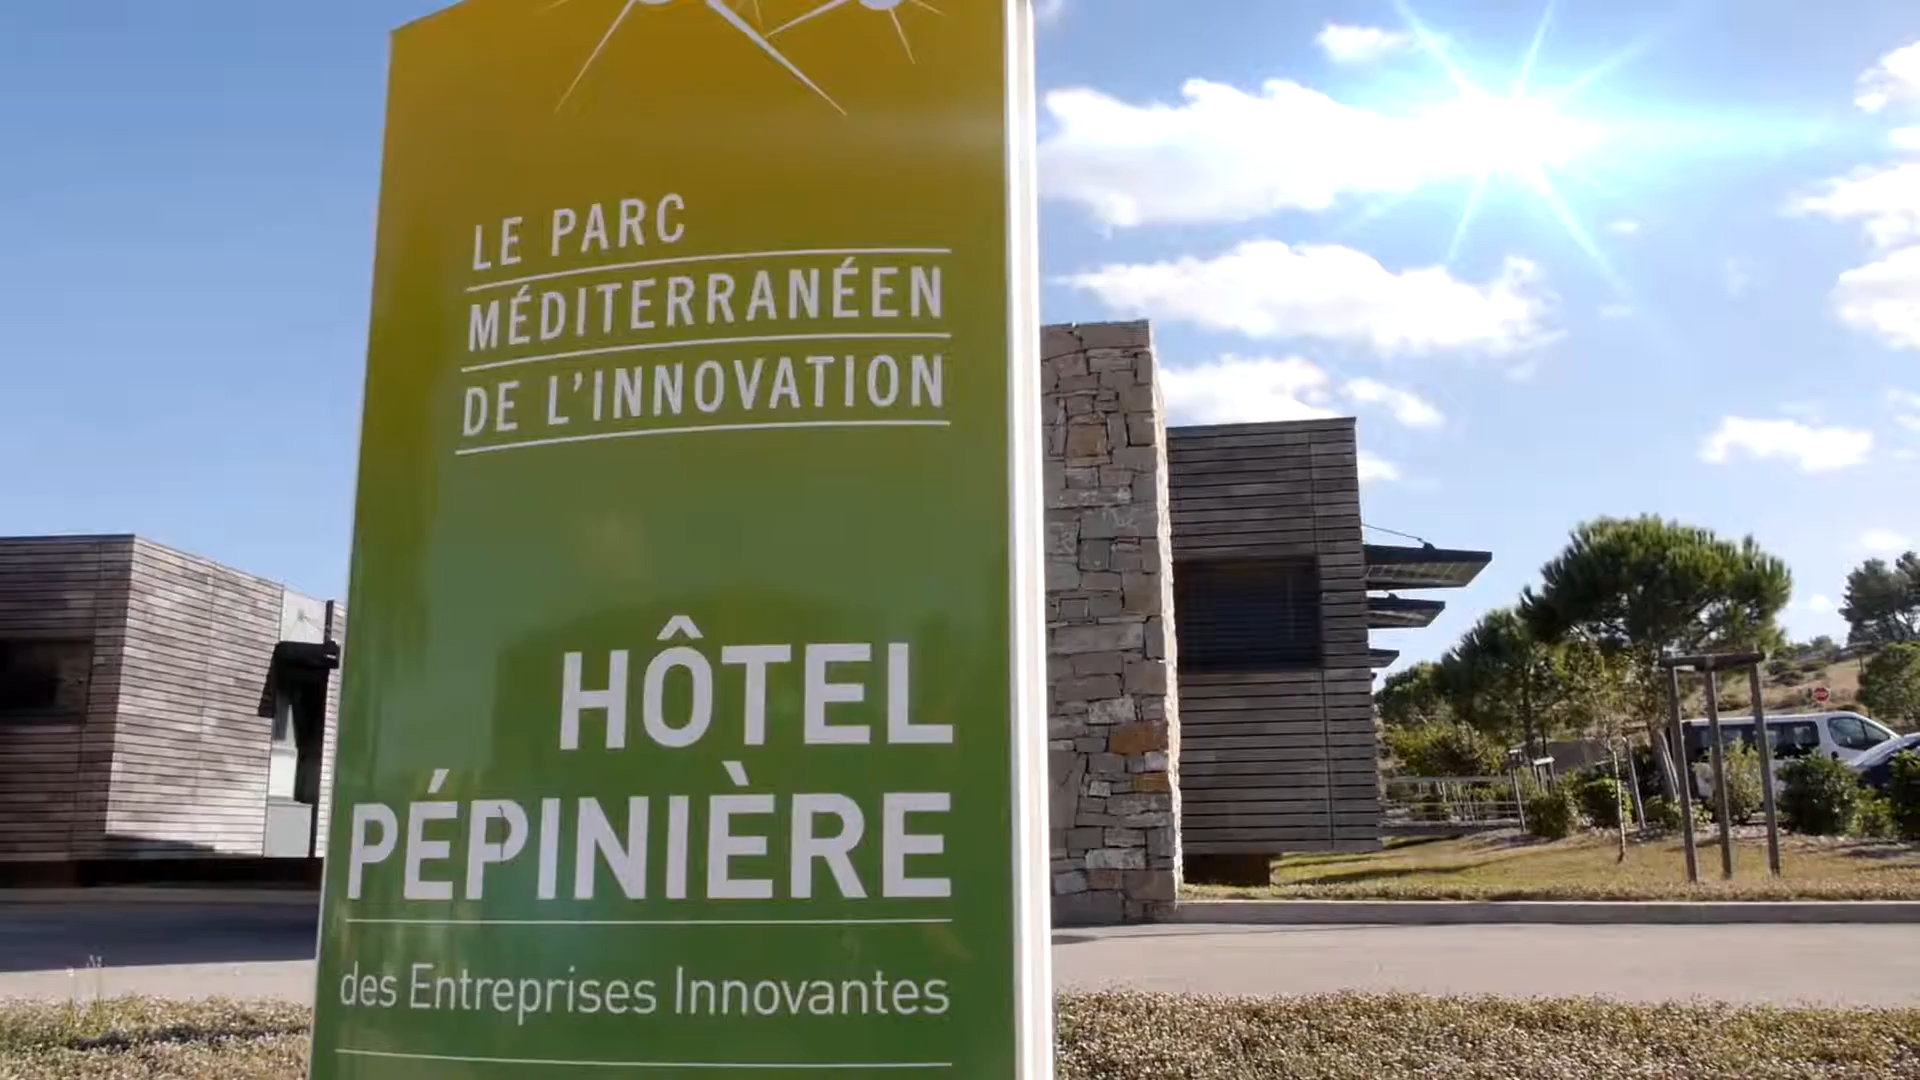 LE PARC
MÉDITERRANÉEN
DE L'INNOVATION
HÔTEL
PÉPINIÈRE
des Entreprises Innovantes